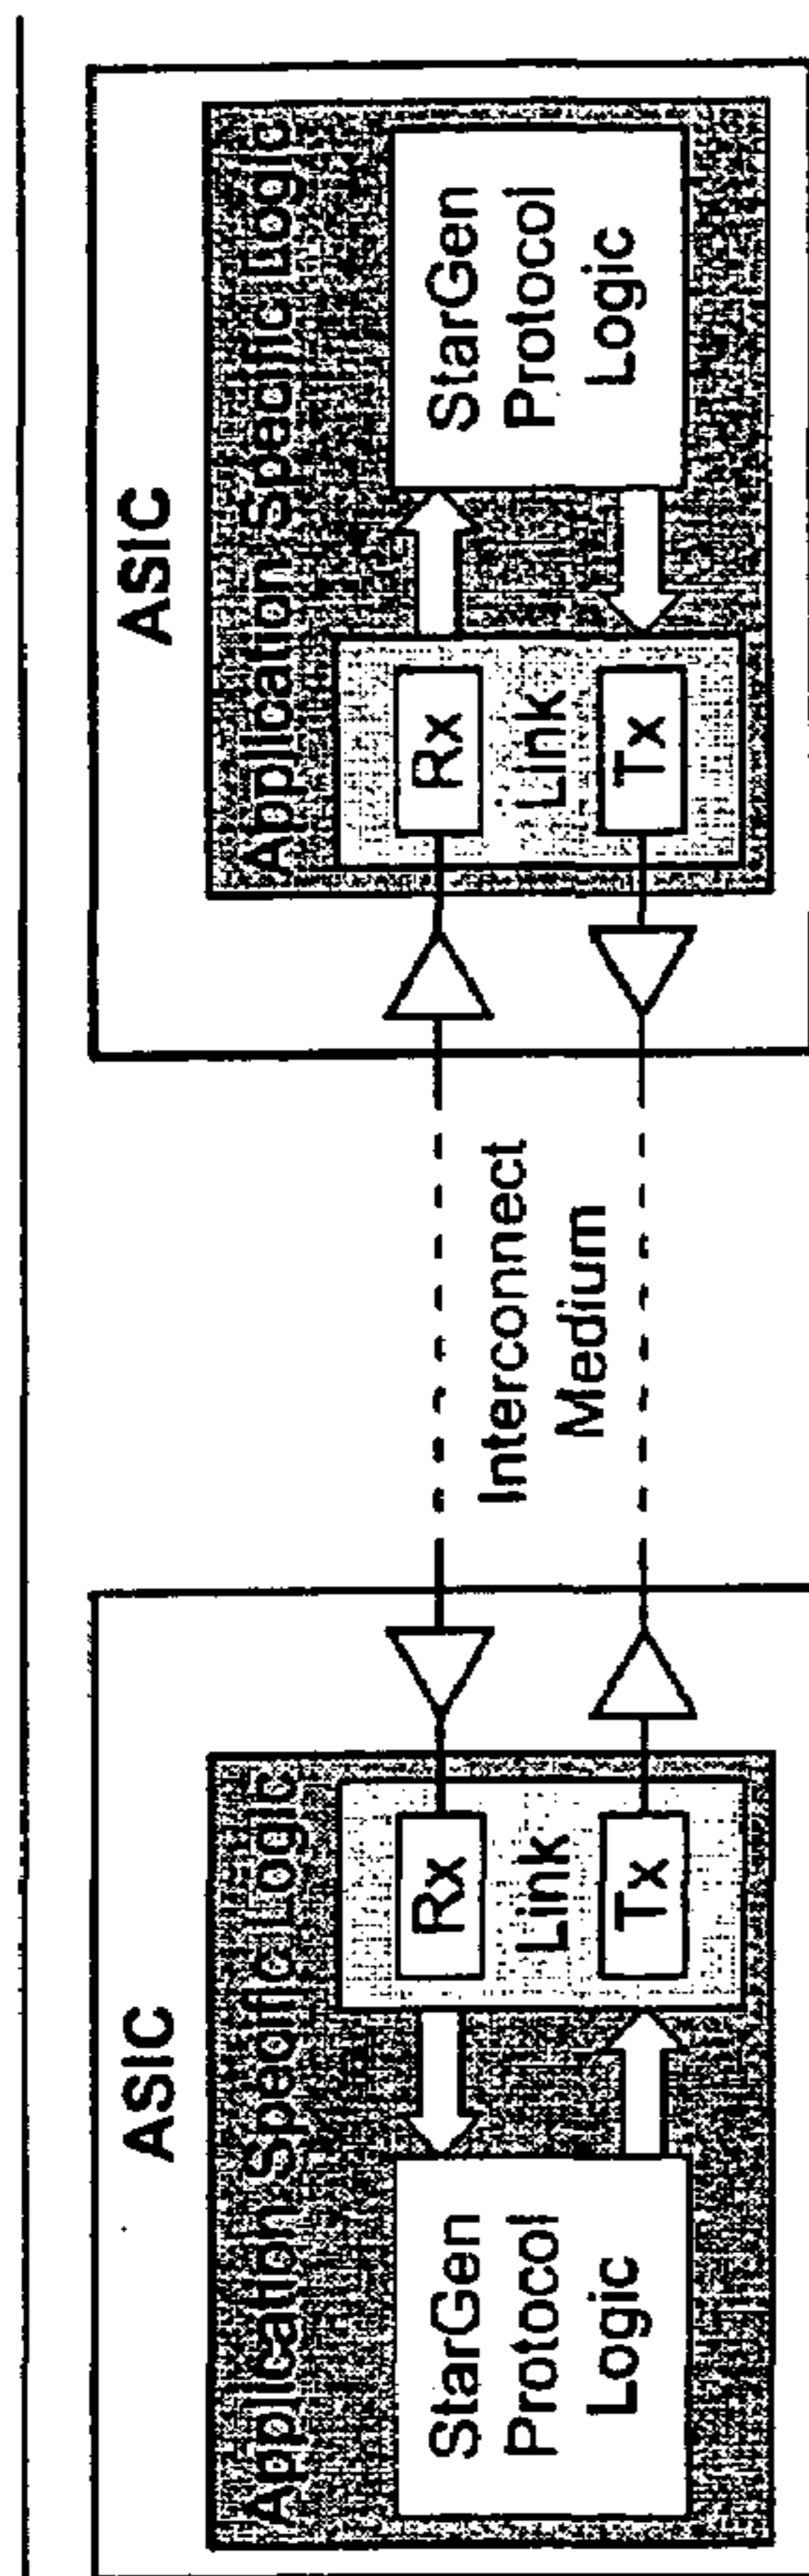 ASIC
Application Specific Logic
StarGen
Protocol
Logic
Rx
Link
Tx
Interconnect
Medium
ASIC
Application Specific Logic
Rx
Link
Tx
StarGen
Protocol
Logic